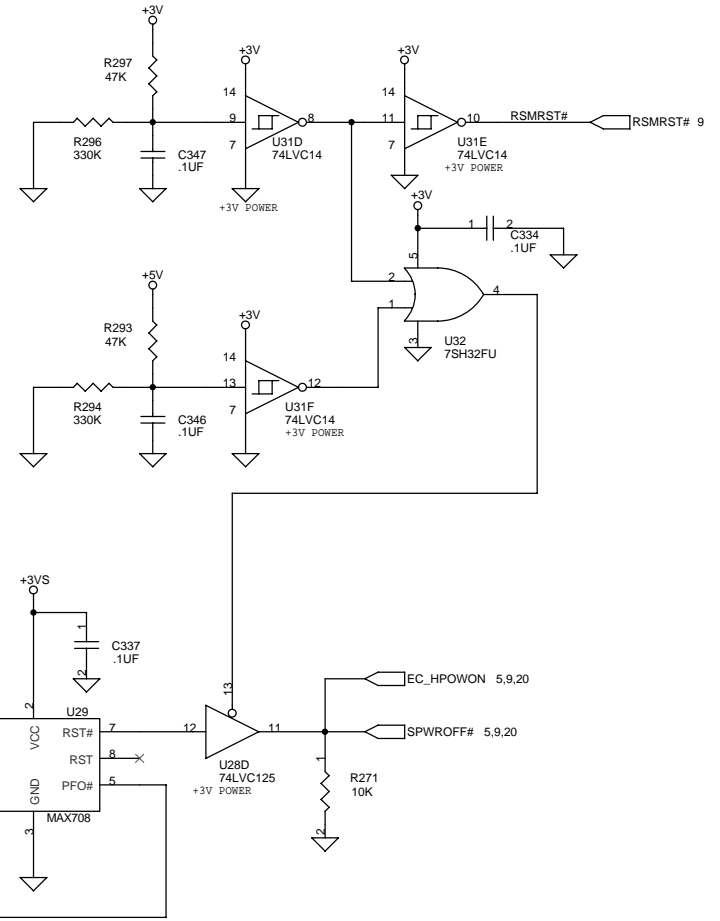 +3V
R297
47K
+3V
+3V
14
14
9
8
11
10
RSMRST#
RSMRST# 9
7
7
R296
330K
C347
.1UF
U31D
74LVC14
+3V POWER
U31E
74LVC14
+3V POWER
+3V
1
2
C334
.1UF
5
2
1
4
3
U32
7SH32FU
+5V
R293
47K
+3V
14
13
12
7
R294
330K
C346
.1UF
U31F
74LVC14
+3V POWER
+3VS
1
C337
.1UF
2
2
U29
VCC
RST#
7
RST
8
PFO#
5
GND
MAX708
3
13
12
11
U28D
74LVC125
+3V POWER
EC_HPOWON 5,9,20
SPWROFF# 5,9,20
1
R271
10K
2